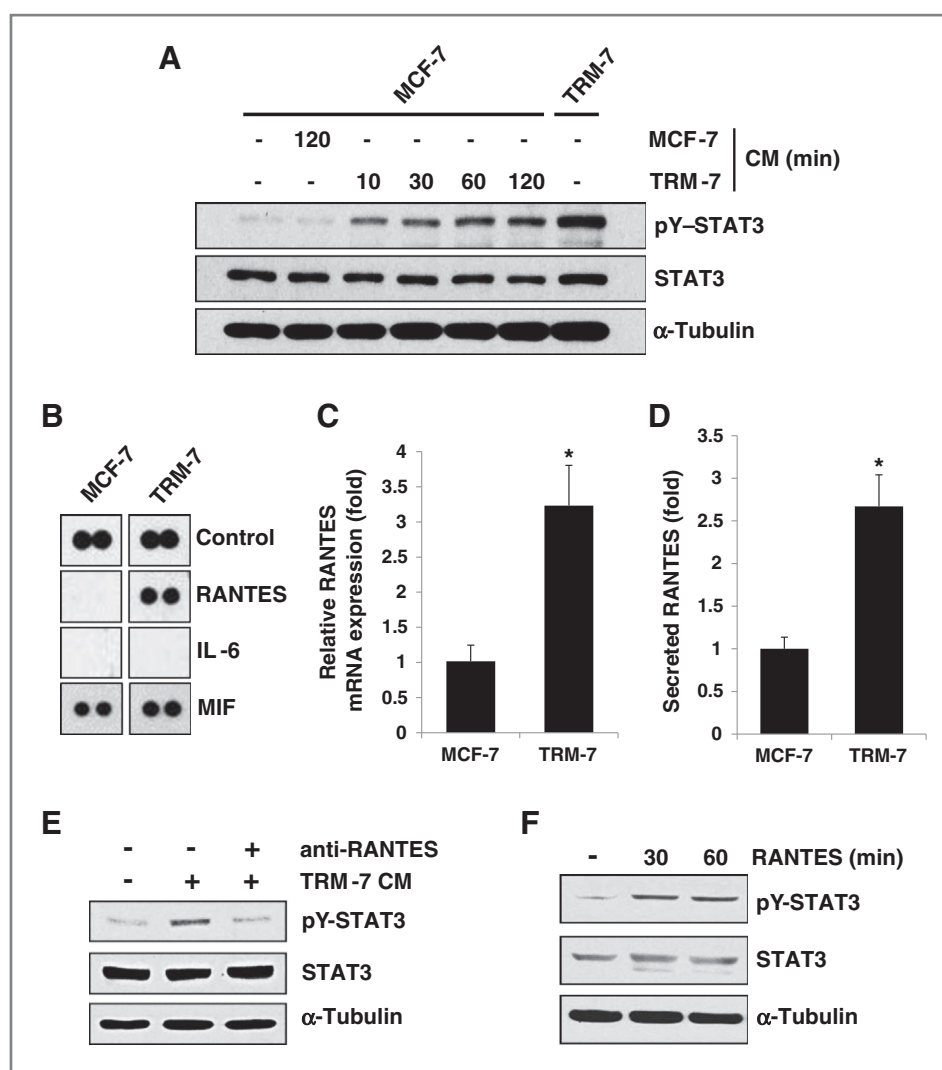 A
MCF-7 TRM-7
- 120 - - - - - MCF-7
CM (min)
- - 10 30 60 120 - TRM-7
pY–STAT3
STAT3
α-Tubulin
B
MCF-7 TRM-7
Control
RANTES
IL-6
MIF
C
Relative RANTES
mRNA expression (fold)
4
3.5
3
2.5
2
1.5
1
0.5
0
*
MCF-7 TRM-7
D
Secreted RANTES (fold)
3.5
3
2.5
2
1.5
1
0.5
0
*
MCF-7 TRM-7
E
- - + anti-RANTES
- + + TRM-7 CM
pY-STAT3
STAT3
α-Tubulin
F
- 30 60 RANTES (min)
pY-STAT3
STAT3
α-Tubulin